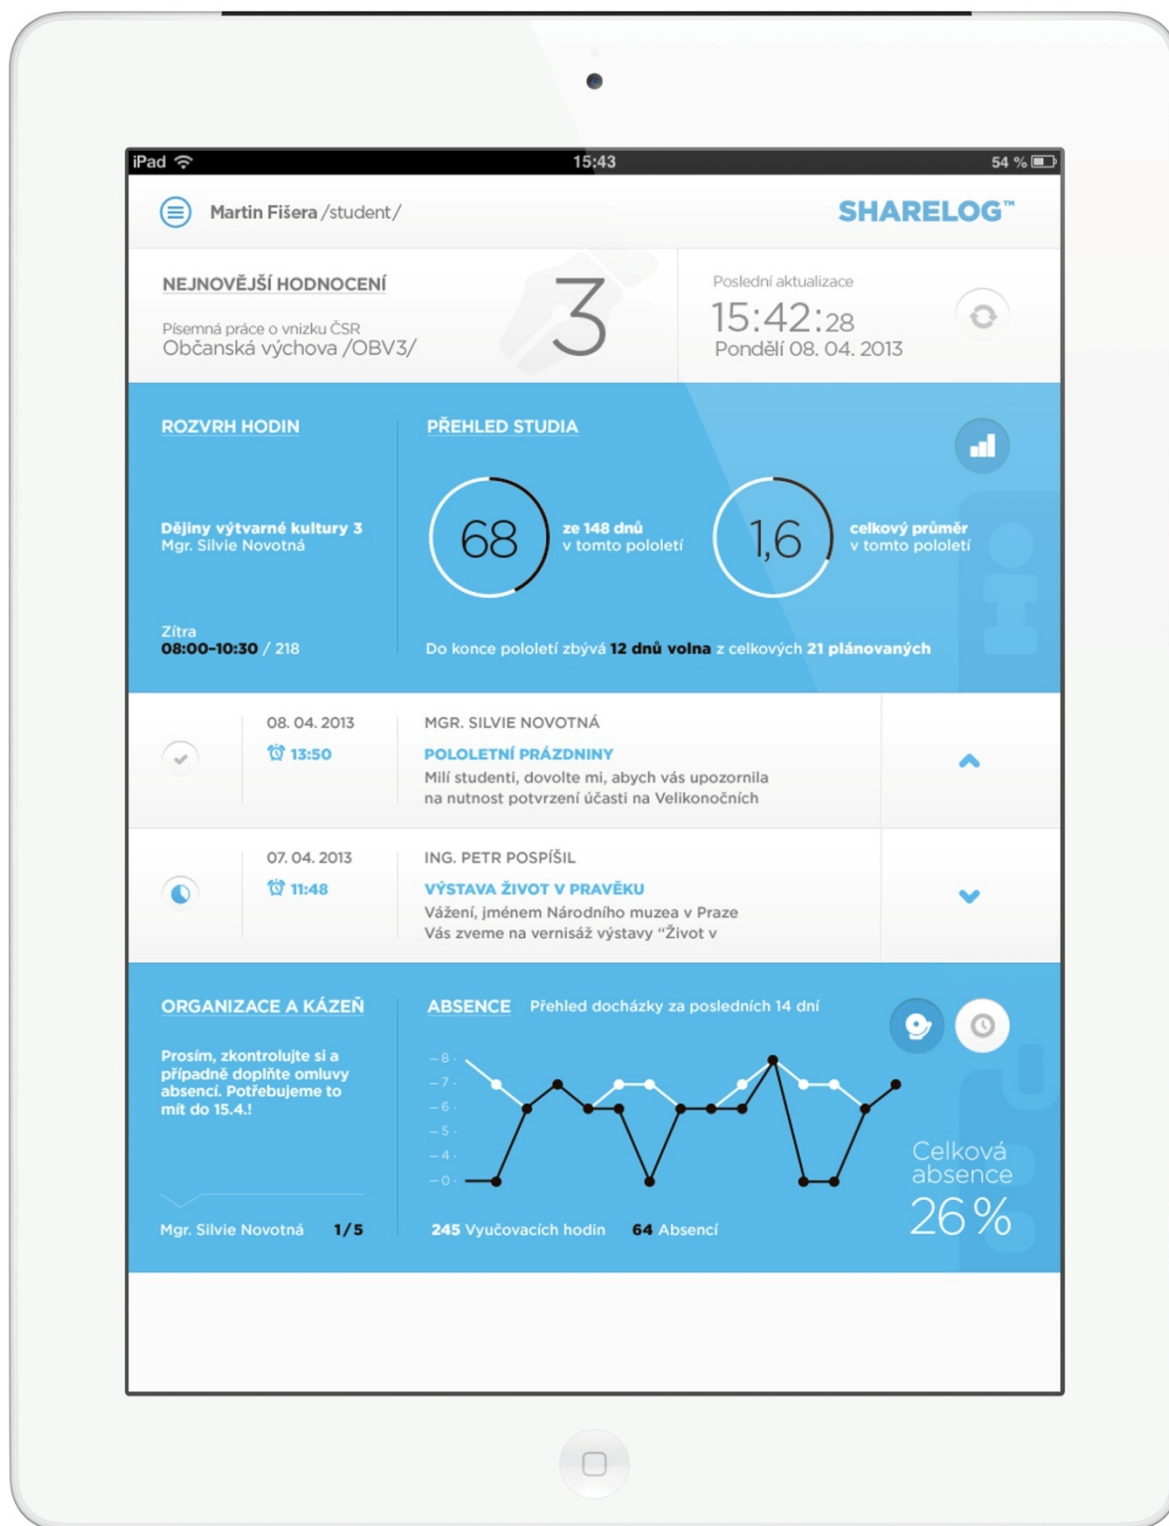 iPad
15:43
54 %
Martin Fišera /student/
SHARELOG™
NEJNOVĚJŠÍ HODNOCENÍ
Písemná práce o vnizku ČSR
Občanská výchova /OBV3/
3
Poslední aktualizace
15:42:28
Pondělí 08. 04. 2013
ROZVRH HODIN
Dějiny výtvarné kultury 3
Mgr. Silvie Novotná
Zítra
08:00-10:30 / 218
PŘEHLED STUDIA
68
ze 148 dnů
v tomto pololetí
1,6
celkový průměr
v tomto pololetí
Do konce pololetí zbývá 12 dnů volna z celkových 21 plánovaných
08. 04. 2013
13:50
MGR. SILVIE NOVOTNÁ
POLOLETNÍ PRÁZDNINY
Milí studenti, dovolte mi, abych vás upozornila
na nutnost potvrzení účasti na Velikonočních
07. 04. 2013
11:48
ING. PETR POSPÍŠIL
VÝSTAVA ŽIVOT V PRAVĚKU
Vážení, jménem Národního muzea v Praze
Vás zveme na vernisáž výstavy “Život v
ORGANIZACE A KÁZEŇ
Prosím, zkontrolujte si a
případně doplňte omluvy
absencí. Potřebujeme to
mít do 15.4.!
Mgr. Silvie Novotná 1/5
ABSENCE Přehled docházky za posledních 14 dní
– 8 -
– 7 -
– 6 -
– 5 -
– 4 -
– 0 -
245 Vyučovacích hodin 64 Absencí
Celková
absence
26%